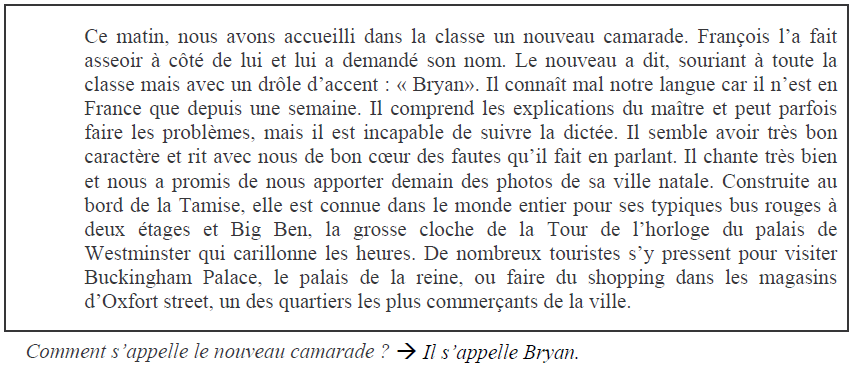 Ce matin, nous avons accueilli dans la classe un nouveau camarade. François l’a fait
asseoir à côté de lui et lui a demandé son nom. Le nouveau a dit, souriant à toute la
classe mais avec un drôle d’accent : « Bryan». Il connaît mal notre langue car il n’est en
France que depuis une semaine. Il comprend les explications du maître et peut parfois
faire les problèmes, mais il est incapable de suivre la dictée. Il semble avoir très bon
caractère et rit avec nous de bon cœur des fautes qu’il fait en parlant. Il chante très bien
et nous a promis de nous apporter demain des photos de sa ville natale. Construite au
bord de la Tamise, elle est connue dans le monde entier pour ses typiques bus rouges à
deux étages et Big Ben, la grosse cloche de la Tour de l’horloge du palais de
Westminster qui carillonne les heures. De nombreux touristes s’y pressent pour visiter
Buckingham Palace, le palais de la reine, ou faire du shopping dans les magasins
d’Oxfort street, un des quartiers les plus commerçants de la ville.
Comment s’appelle le nouveau camarade ? → Il s’appelle Bryan.